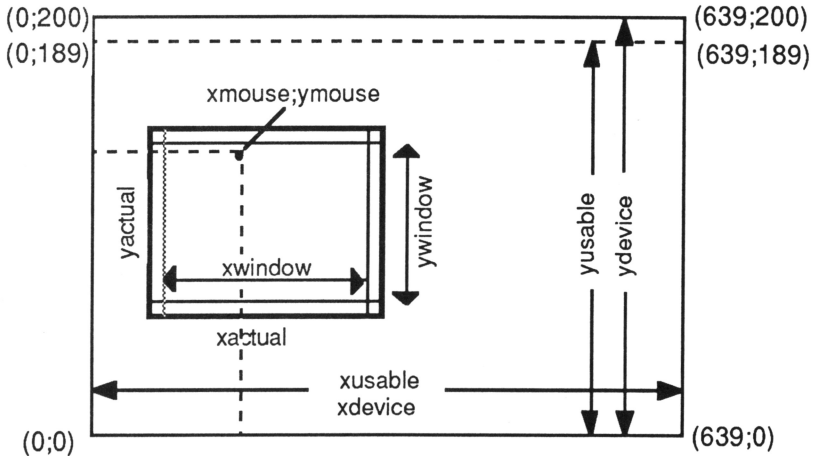 (0;200)
(639;200)
(0;189)
(639;189)
xmouse;ymouse
yactual
ywindow
yusable
ydevice
xwindow
xactual
xusable
xdevice
(0;0)
(639;0)